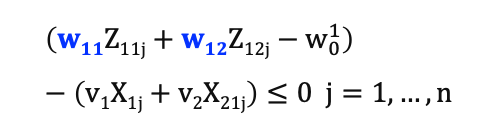 (w₁₁Z₁₁ⱼ + w₁₂Z₁₂ⱼ − w₀¹)
− (v₁X₁ⱼ + v₂X₂₁ⱼ) ≤ 0 j = 1, … , n